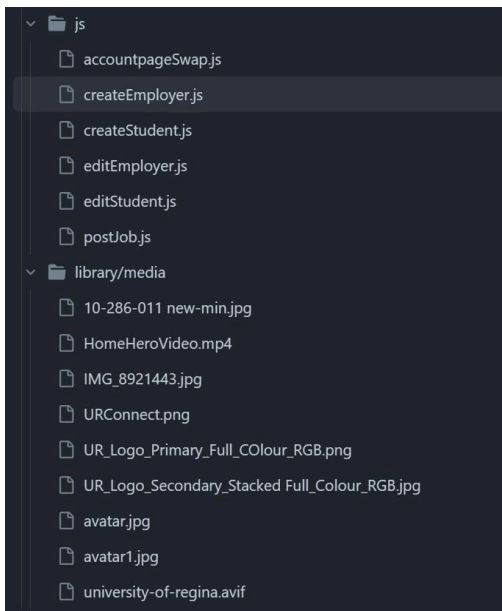 js
accountpageSwap.js
createEmployer.js
createStudent.js
editEmployer.js
editStudent.js
postJob.js
library/media
10-286-011 new-min.jpg
HomeHeroVideo.mp4
IMG_8921443.jpg
URConnect.png
UR_Logo_Primary_Full_COlour_RGB.png
UR_Logo_Secondary_Stacked Full_Colour_RGB.jpg
avatar.jpg
avatar1.jpg
university-of-regina.avif